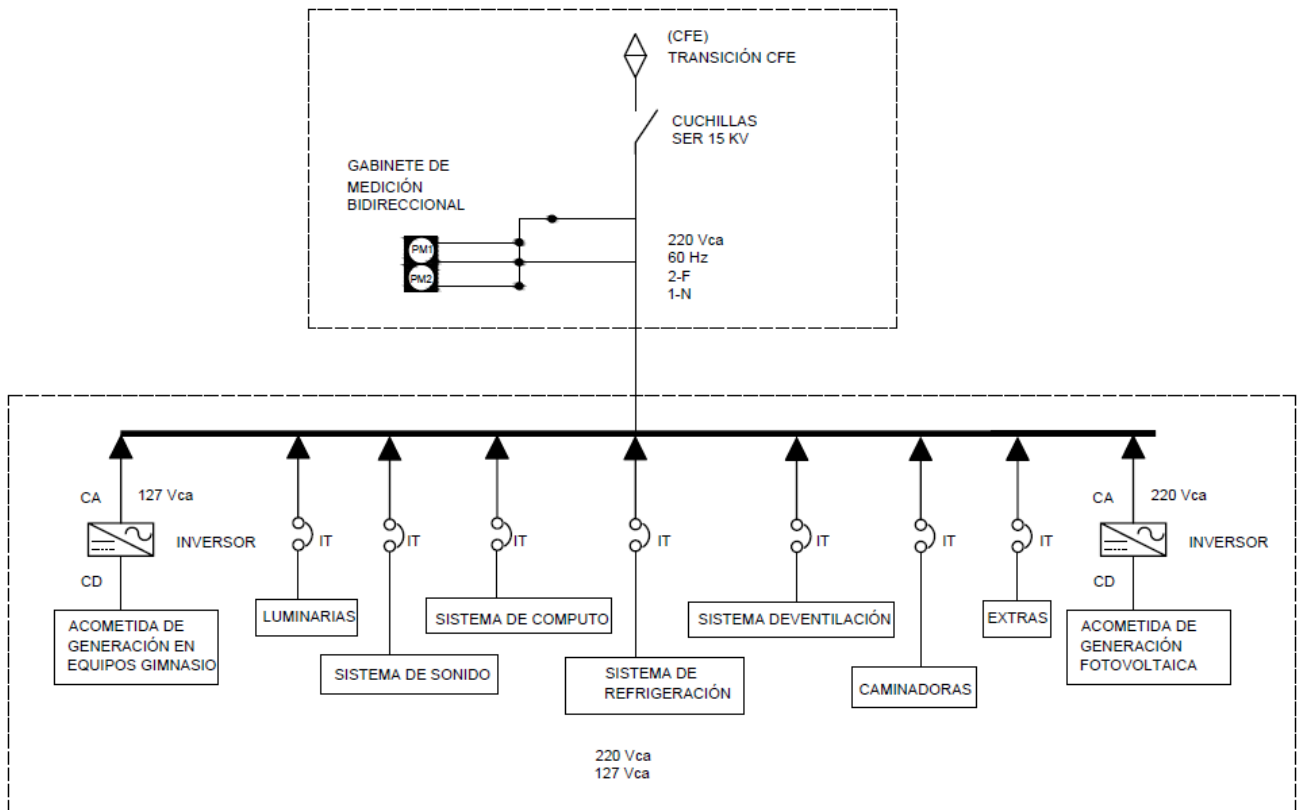 (CFE)
TRANSICIÓN CFE
CUCHILLAS
SER 15 KV
GABINETE DE
MEDICIÓN
BIDIRECCIONAL
PM1
PM2
220 Vca
60 Hz
2-F
1-N
CA
127 Vca
INVERSOR
CD
ACOMETIDA DE
GENERACIÓN EN
EQUIPOS GIMNASIO
IT
LUMINARIAS
IT
SISTEMA DE SONIDO
IT
SISTEMA DE COMPUTO
IT
SISTEMA DE
REFRIGERACIÓN
IT
SISTEMA DEVENTILACIÓN
IT
CAMINADORAS
IT
EXTRAS
CA
220 Vca
INVERSOR
CD
ACOMETIDA DE
GENERACIÓN
FOTOVOLTAICA
220 Vca
127 Vca